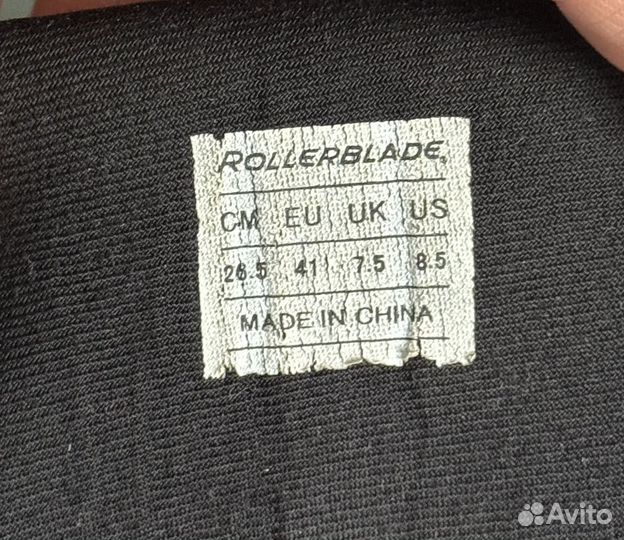 ROLLERBLADE
CM EU UK US
26.5 41 7.5 8.5
MADE IN CHINA
Avito